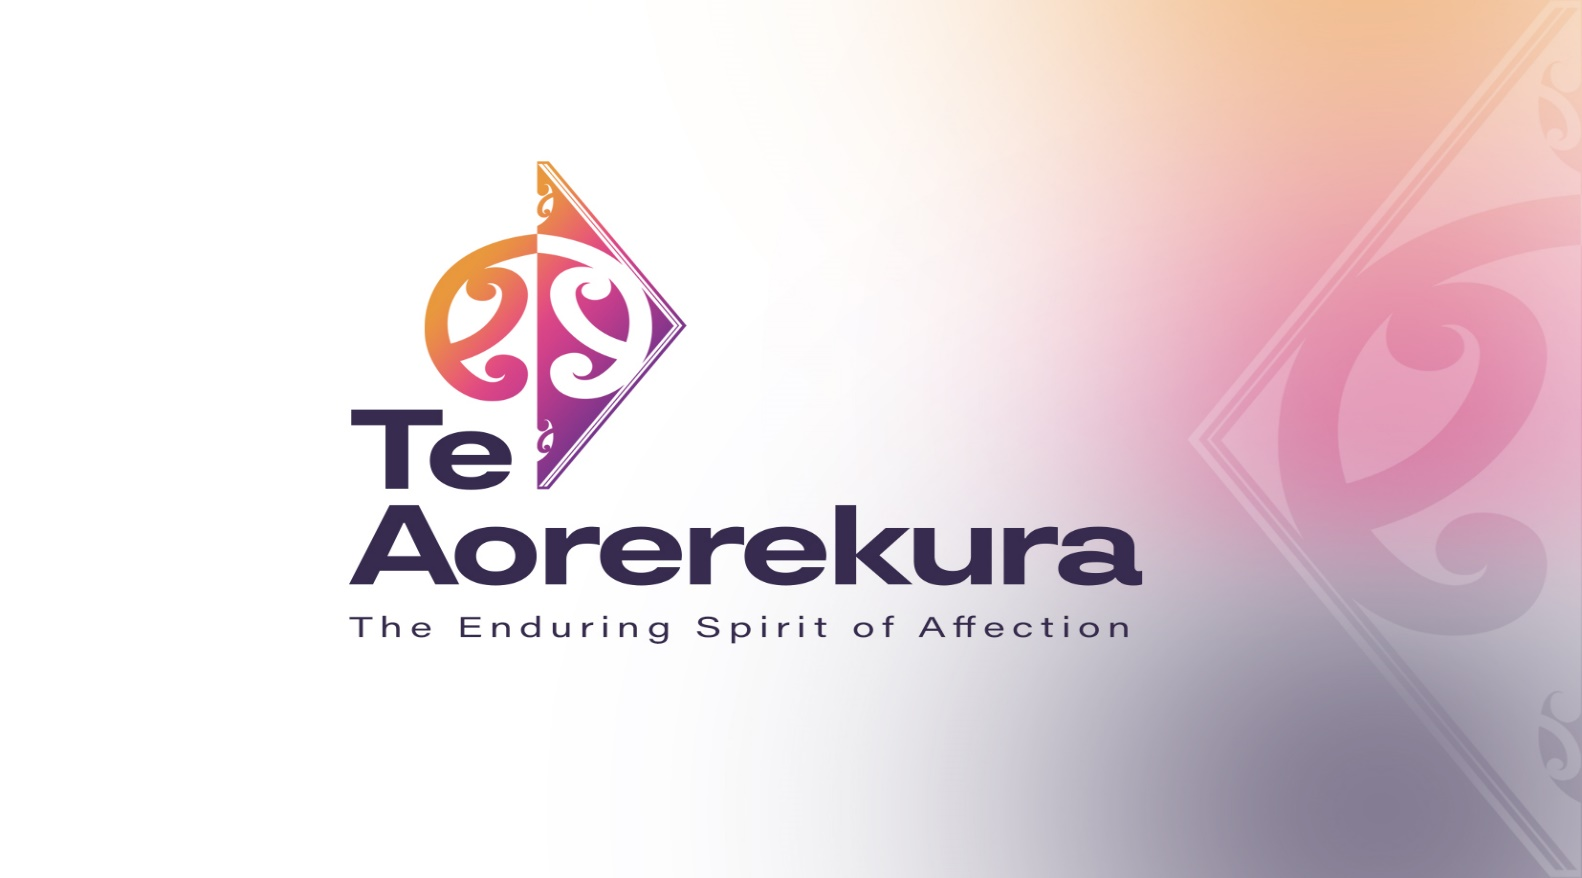 Te
Aorerekura
The Enduring Spirit of Affection